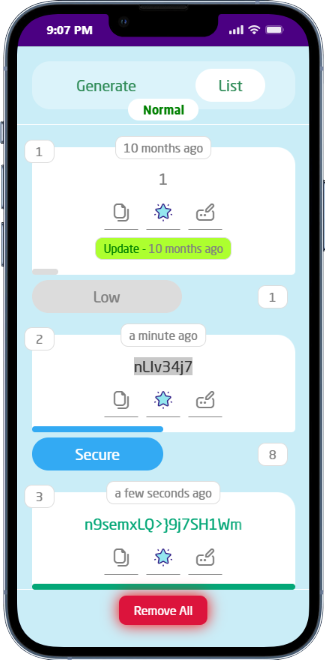 9:07 PM
Generate
List
Normal
1
10 months ago
1
Update - 10 months ago
Low
1
2
a minute ago
nLIv34j7
Secure
8
3
a few seconds ago
n9semxLQ>}9j7SH1Wm
Remove All